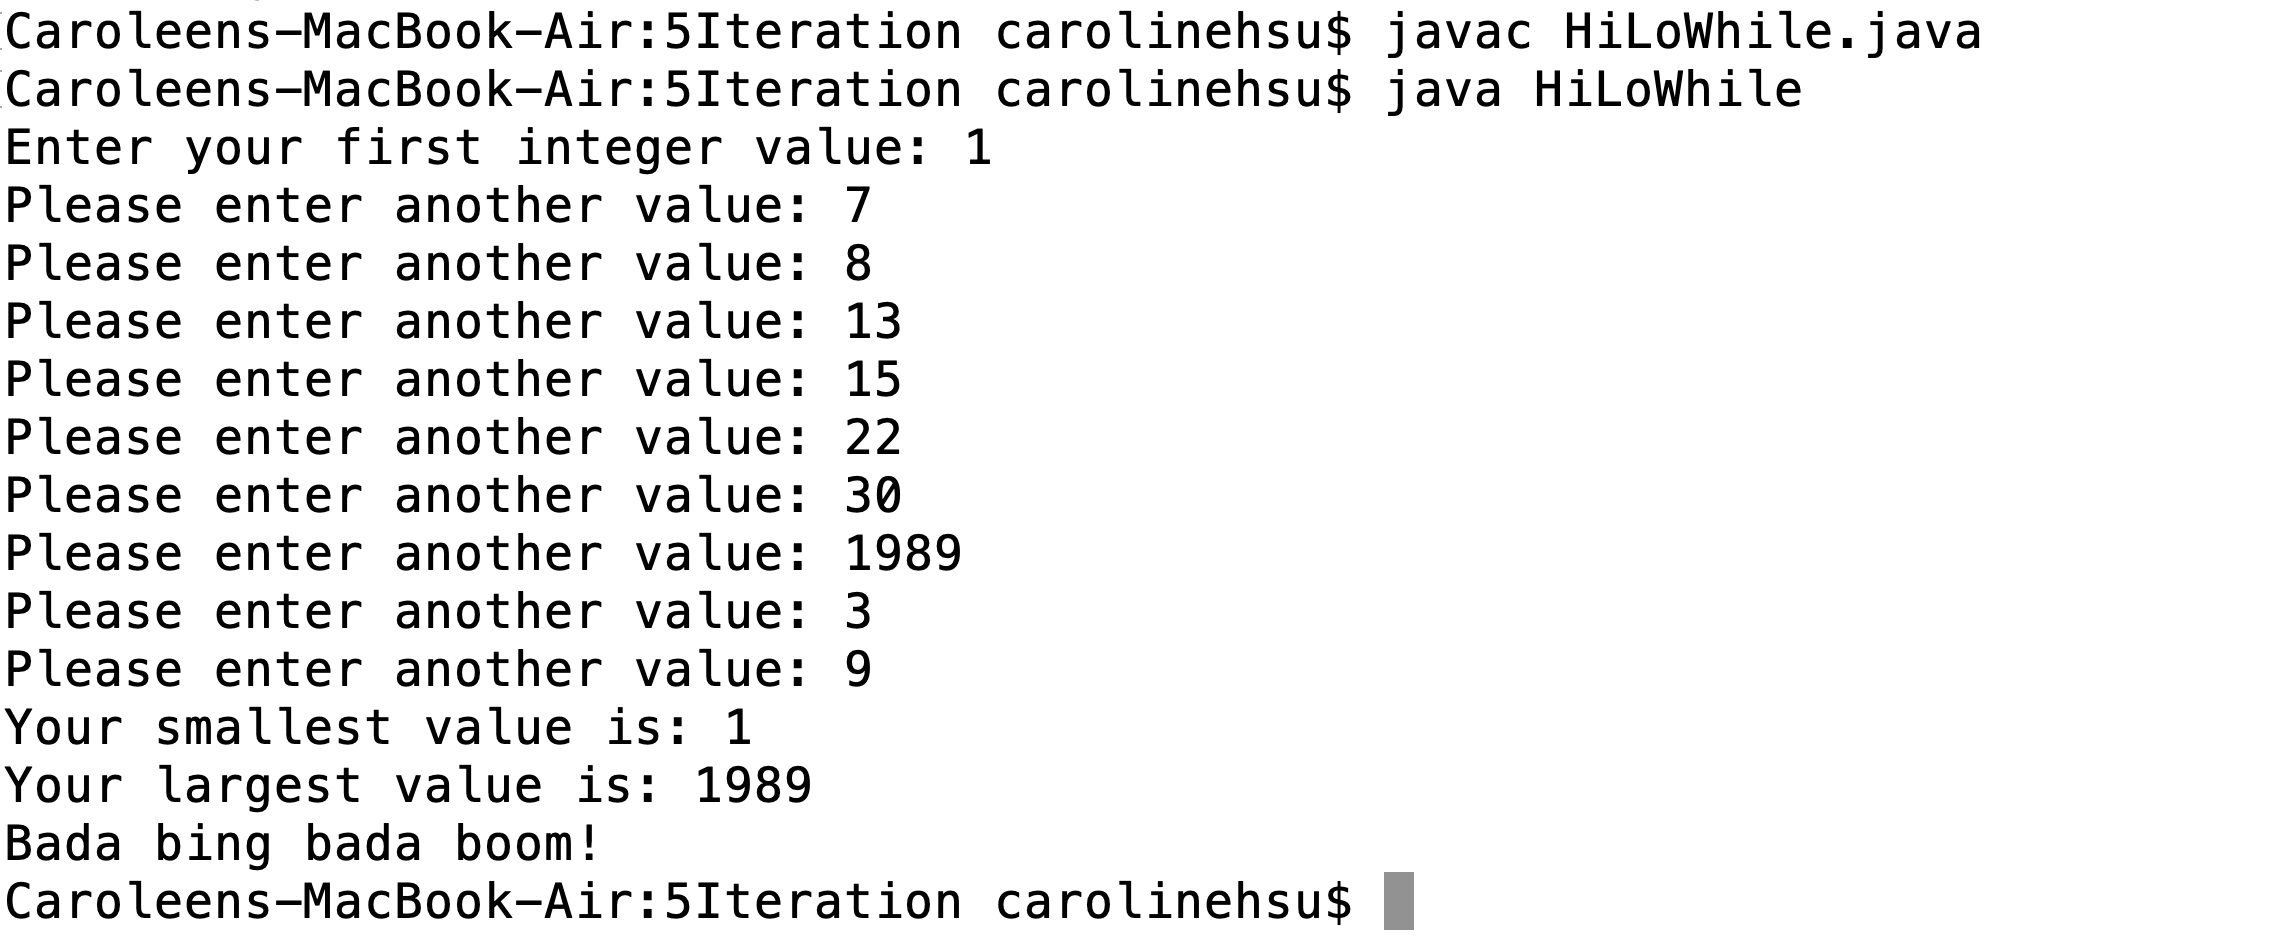 Caroleens-MacBook-Air:5Iteration carolinehsu$ javac HiLoWhile.java
Caroleens-MacBook-Air:5Iteration carolinehsu$ java HiLoWhile
Enter your first integer value: 1
Please enter another value: 7
Please enter another value: 8
Please enter another value: 13
Please enter another value: 15
Please enter another value: 22
Please enter another value: 30
Please enter another value: 1989
Please enter another value: 3
Please enter another value: 9
Your smallest value is: 1
Your largest value is: 1989
Bada bing bada boom!
Caroleens-MacBook-Air:5Iteration carolinehsu$